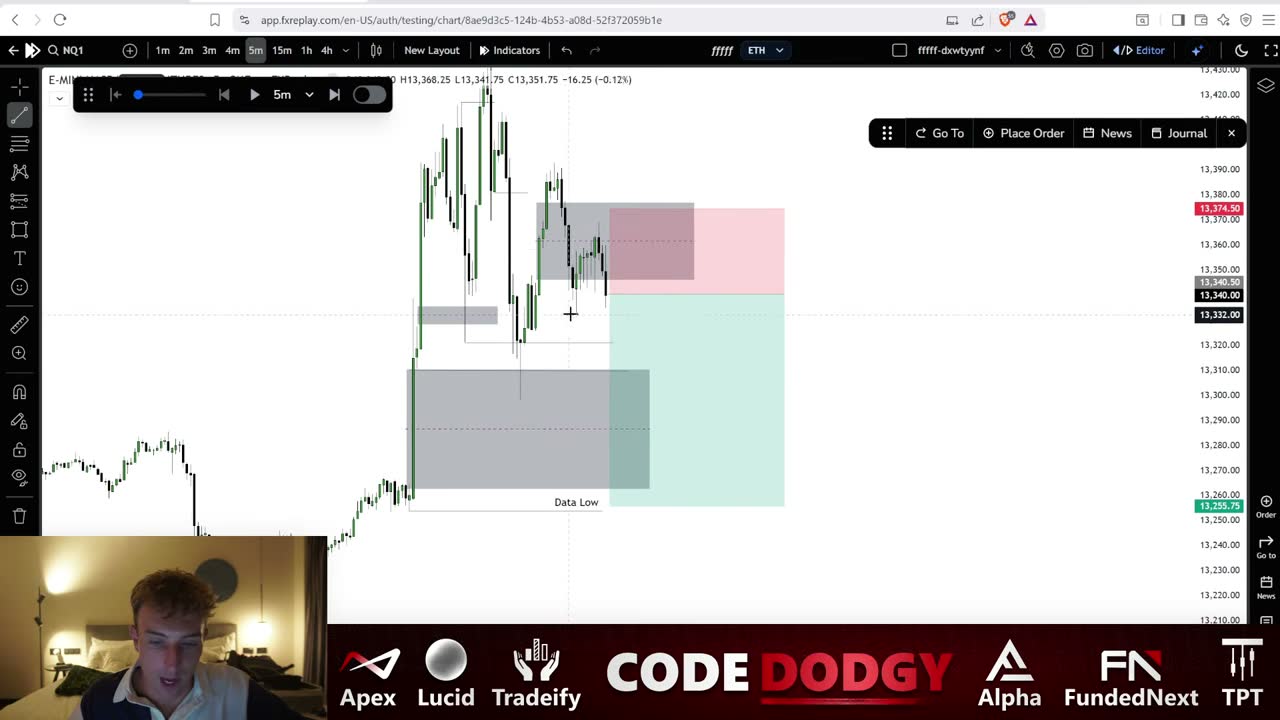 app.fxreplay.com/en-US/auth/testing/chart/8ae9d3c5-124b-4b53-a08d-52f372059b1e
NQ1 1m 2m 3m 4m 5m 15m 1h 4h New Layout Indicators fffff ETH fffff-dxwtyynf Editor
H13,368.25 L13,341.75 C13,351.75 −16.25 (−0.12%)
5m
Go To Place Order News Journal
13,430.00
13,420.00
13,390.00
13,380.00
13,374.50
13,370.00
13,360.00
13,350.00
13,340.50
13,340.00
13,332.00
13,320.00
13,310.00
13,300.00
13,290.00
13,280.00
13,270.00
13,260.00
13,255.75
13,250.00
13,240.00
13,230.00
13,220.00
13,210.00
Data Low
Order
Go to
News
CODE DODGY
Apex Lucid Tradeify Alpha FundedNext TPT